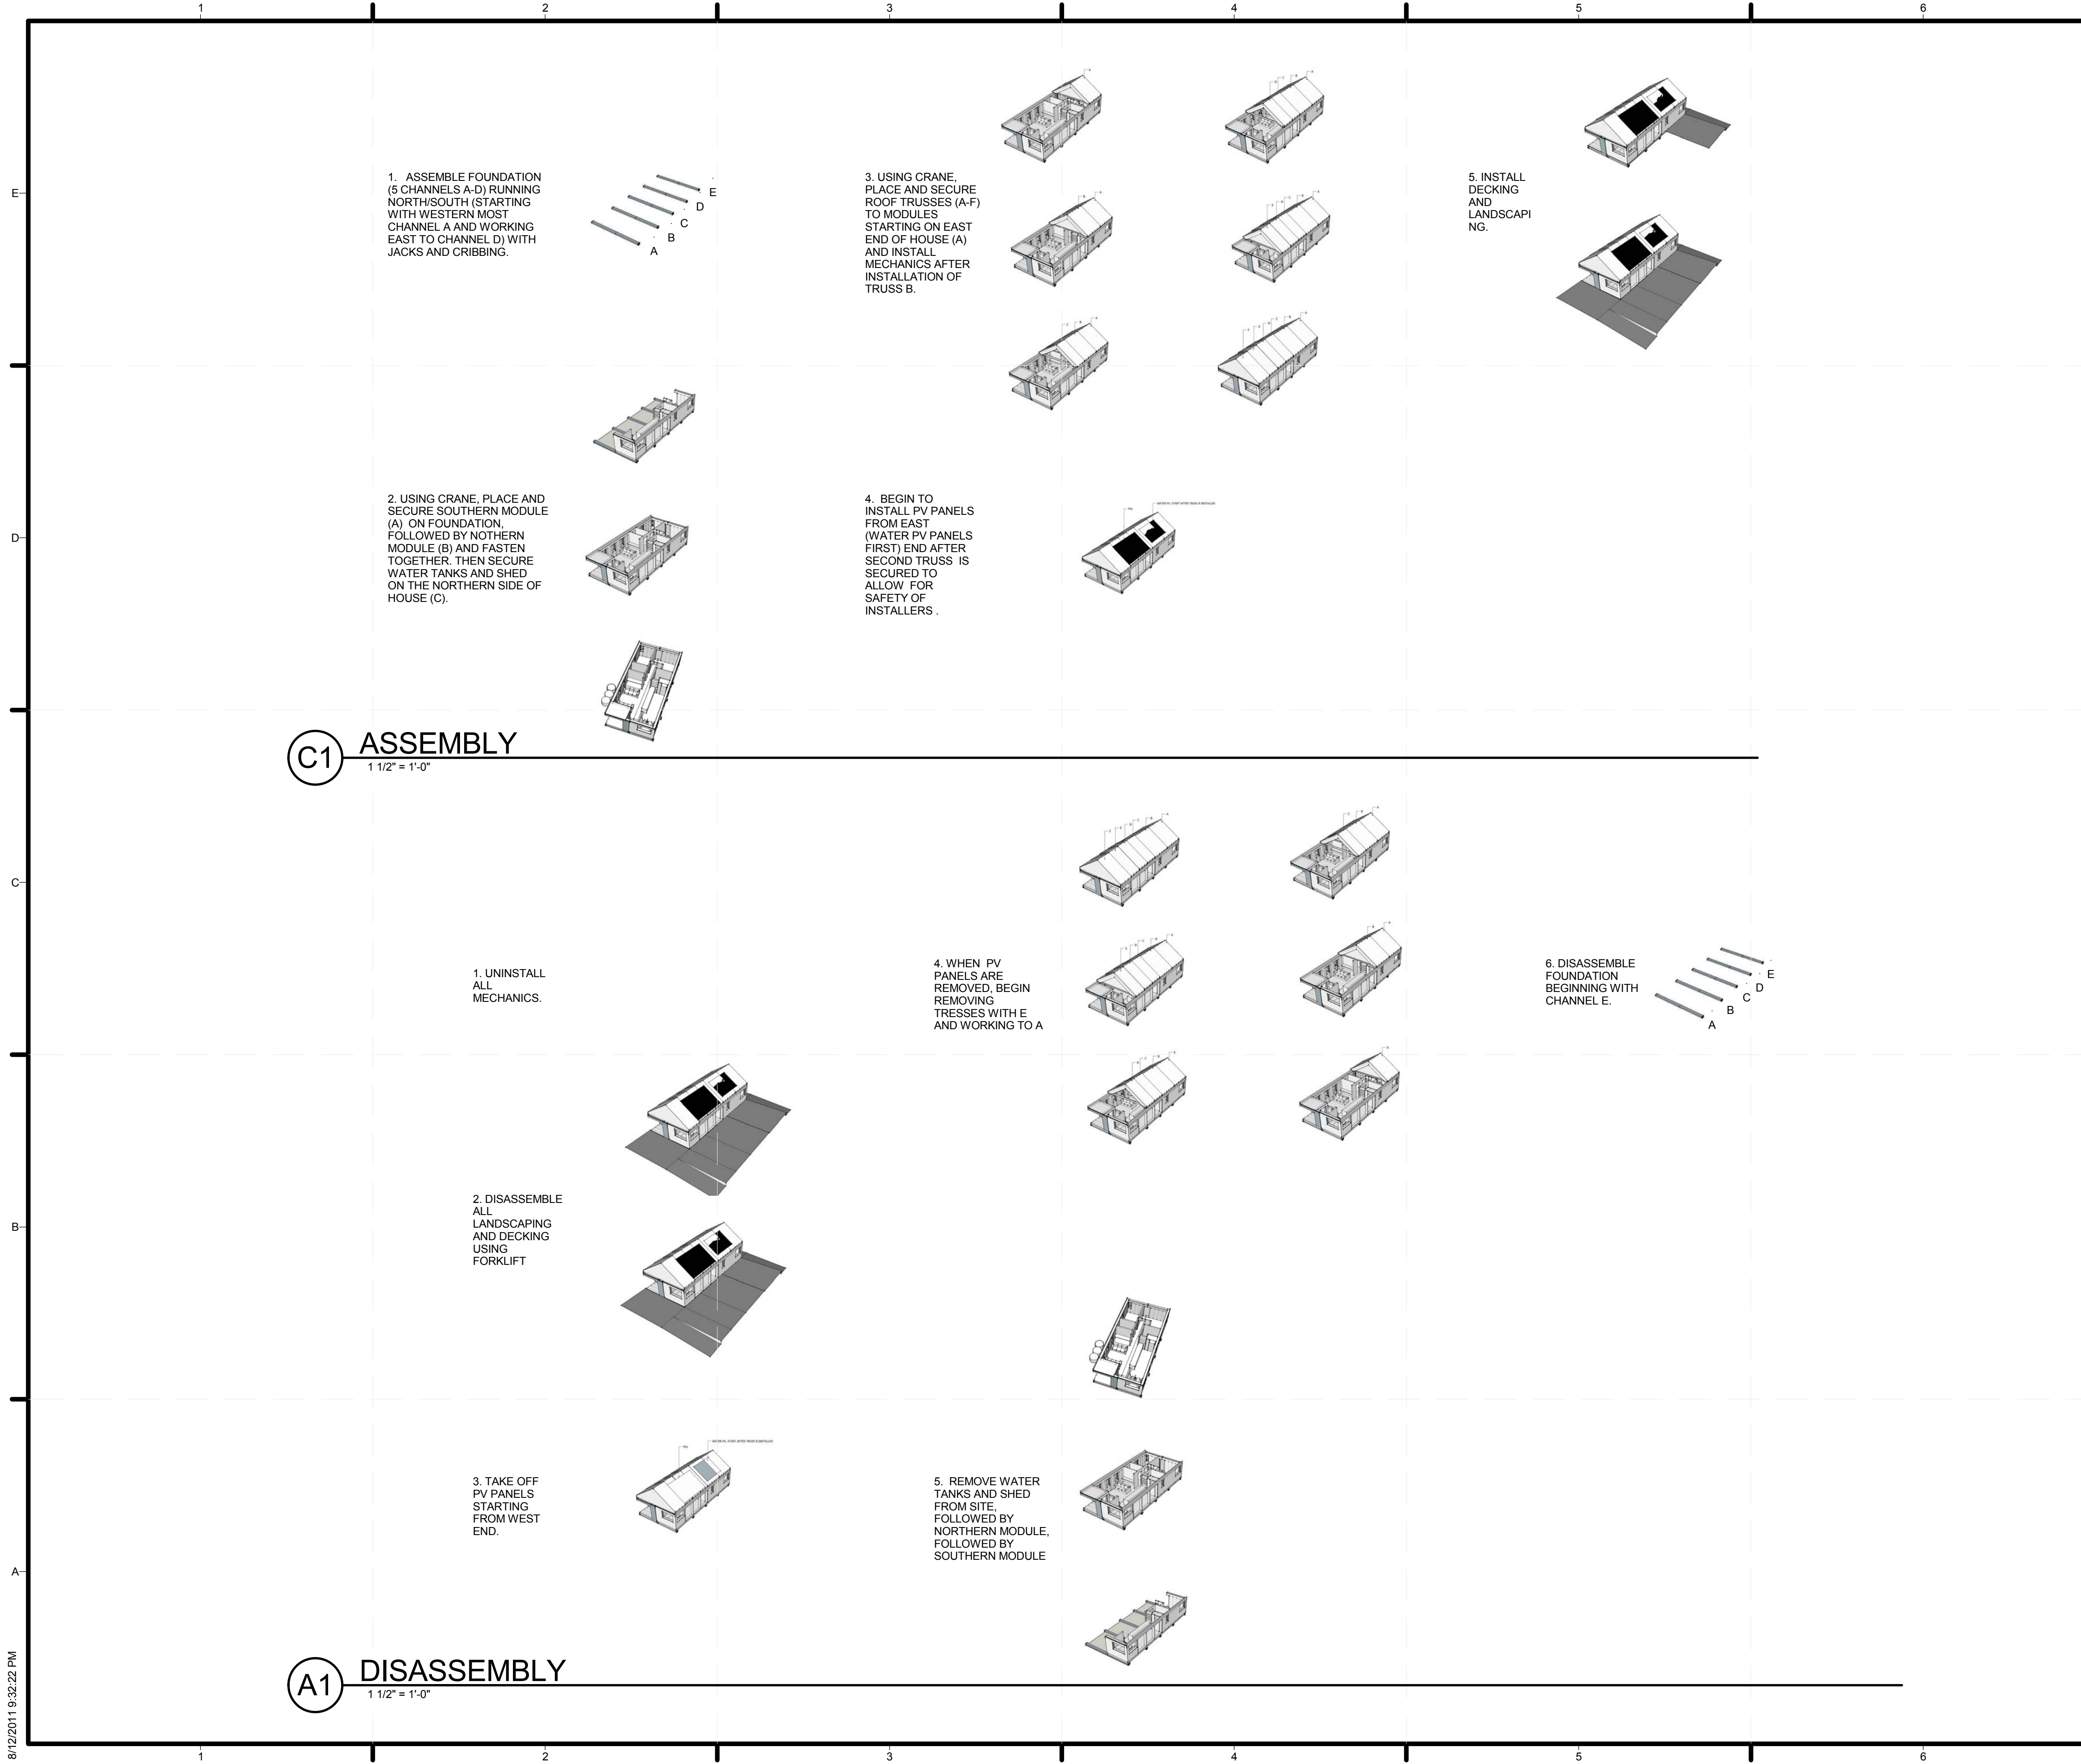 1 2 3 4 5 6
E
D
C
B
A
1. ASSEMBLE FOUNDATION
(5 CHANNELS A-D) RUNNING
NORTH/SOUTH (STARTING
WITH WESTERN MOST
CHANNEL A AND WORKING
EAST TO CHANNEL D) WITH
JACKS AND CRIBBING.
E
D
C
B
A
2. USING CRANE, PLACE AND
SECURE SOUTHERN MODULE
(A) ON FOUNDATION,
FOLLOWED BY NOTHERN
MODULE (B) AND FASTEN
TOGETHER. THEN SECURE
WATER TANKS AND SHED
ON THE NORTHERN SIDE OF
HOUSE (C).
3. USING CRANE,
PLACE AND SECURE
ROOF TRUSSES (A-F)
TO MODULES
STARTING ON EAST
END OF HOUSE (A)
AND INSTALL
MECHANICS AFTER
INSTALLATION OF
TRUSS B.
4. BEGIN TO
INSTALL PV PANELS
FROM EAST
(WATER PV PANELS
FIRST) END AFTER
SECOND TRUSS IS
SECURED TO
ALLOW FOR
SAFETY OF
INSTALLERS .
5. INSTALL
DECKING
AND
LANDSCAPI
NG.
C1 ASSEMBLY
1 1/2" = 1'-0"
1. UNINSTALL
ALL
MECHANICS.
2. DISASSEMBLE
ALL
LANDSCAPING
AND DECKING
USING
FORKLIFT
3. TAKE OFF
PV PANELS
STARTING
FROM WEST
END.
4. WHEN PV
PANELS ARE
REMOVED, BEGIN
REMOVING
TRESSES WITH E
AND WORKING TO A
5. REMOVE WATER
TANKS AND SHED
FROM SITE,
FOLLOWED BY
NORTHERN MODULE,
FOLLOWED BY
SOUTHERN MODULE
6. DISASSEMBLE
FOUNDATION
BEGINNING WITH
CHANNEL E.
E
D
C
B
A
A1 DISASSEMBLY
1 1/2" = 1'-0"
8/12/2011 9:32:22 PM
1 2 3 4 5 6